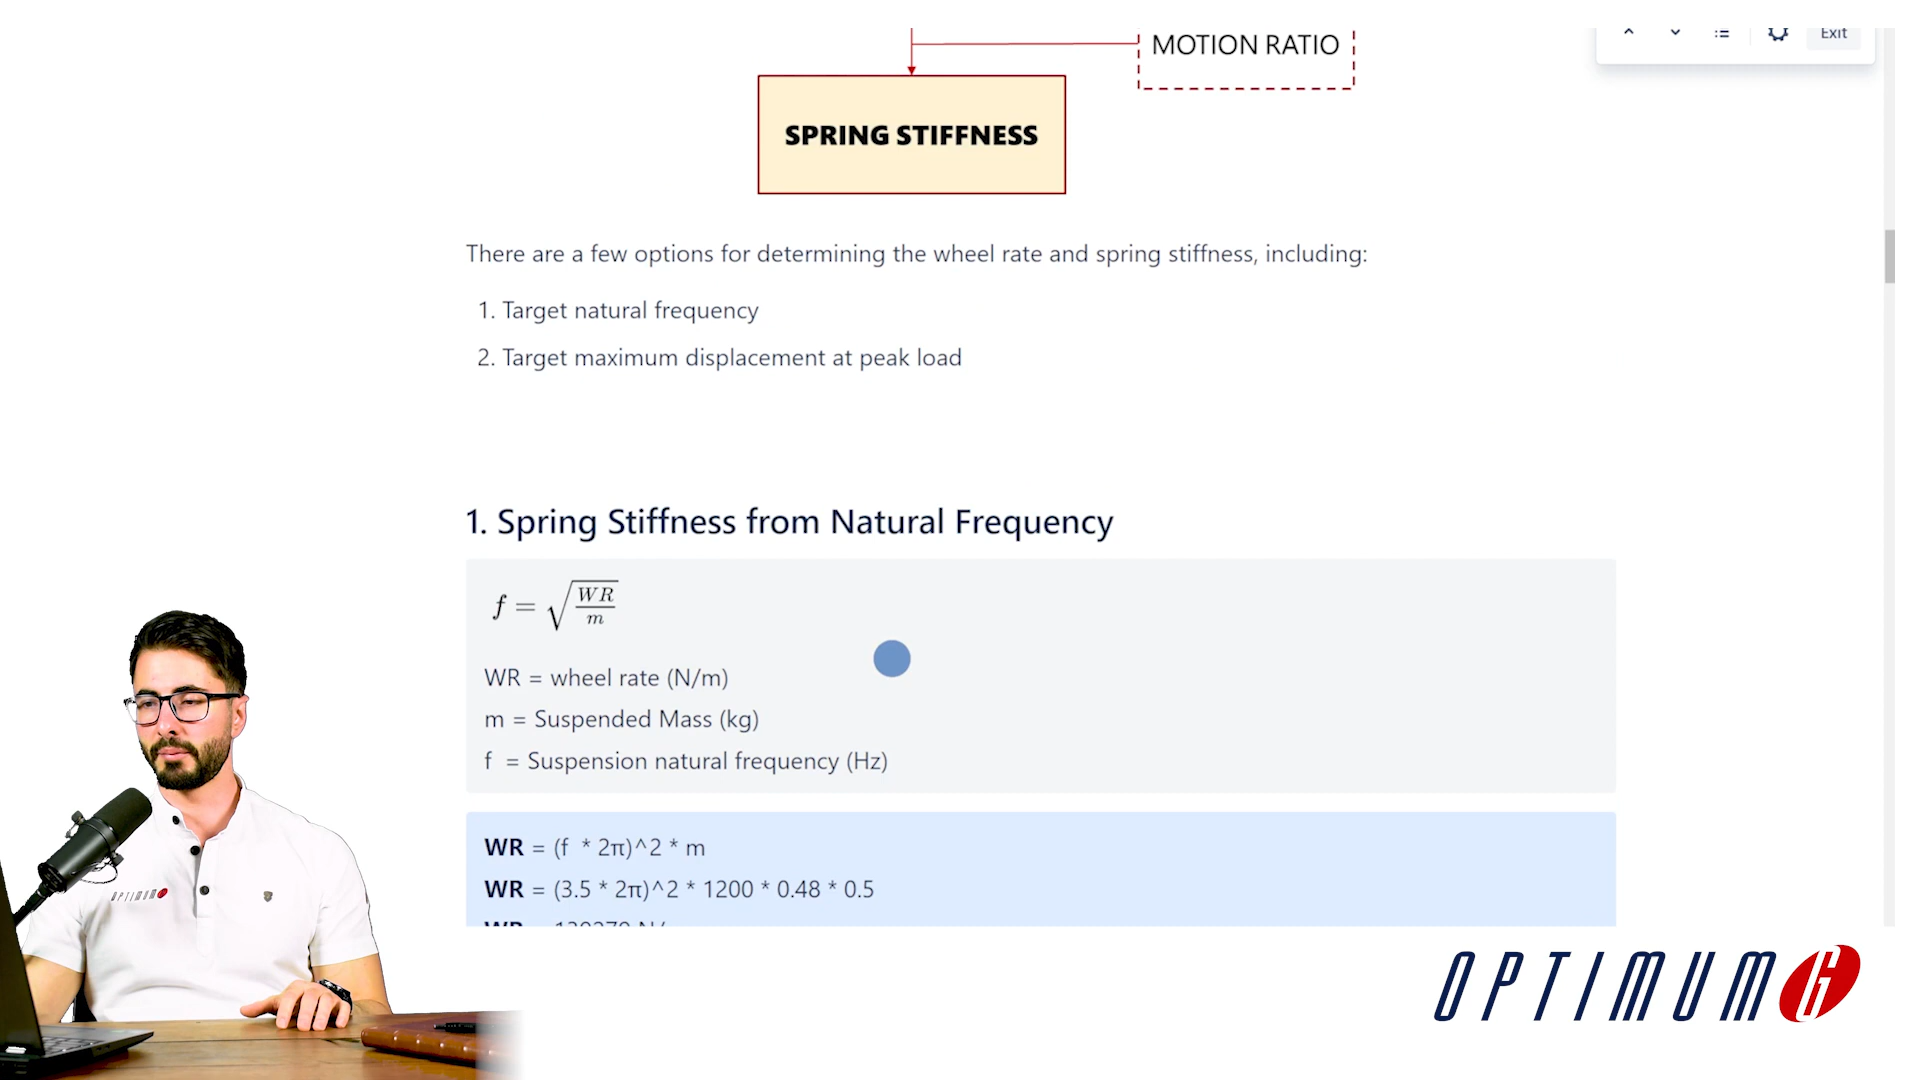 MOTION RATIO
Exit
SPRING STIFFNESS
There are a few options for determining the wheel rate and spring stiffness, including:
1. Target natural frequency
2. Target maximum displacement at peak load
1. Spring Stiffness from Natural Frequency
f = √(WR/m)
WR = wheel rate (N/m)
m = Suspended Mass (kg)
f = Suspension natural frequency (Hz)
WR = (f * 2π)^2 * m
WR = (3.5 * 2π)^2 * 1200 * 0.48 * 0.5
OPTIMUM
OPTIMUM G